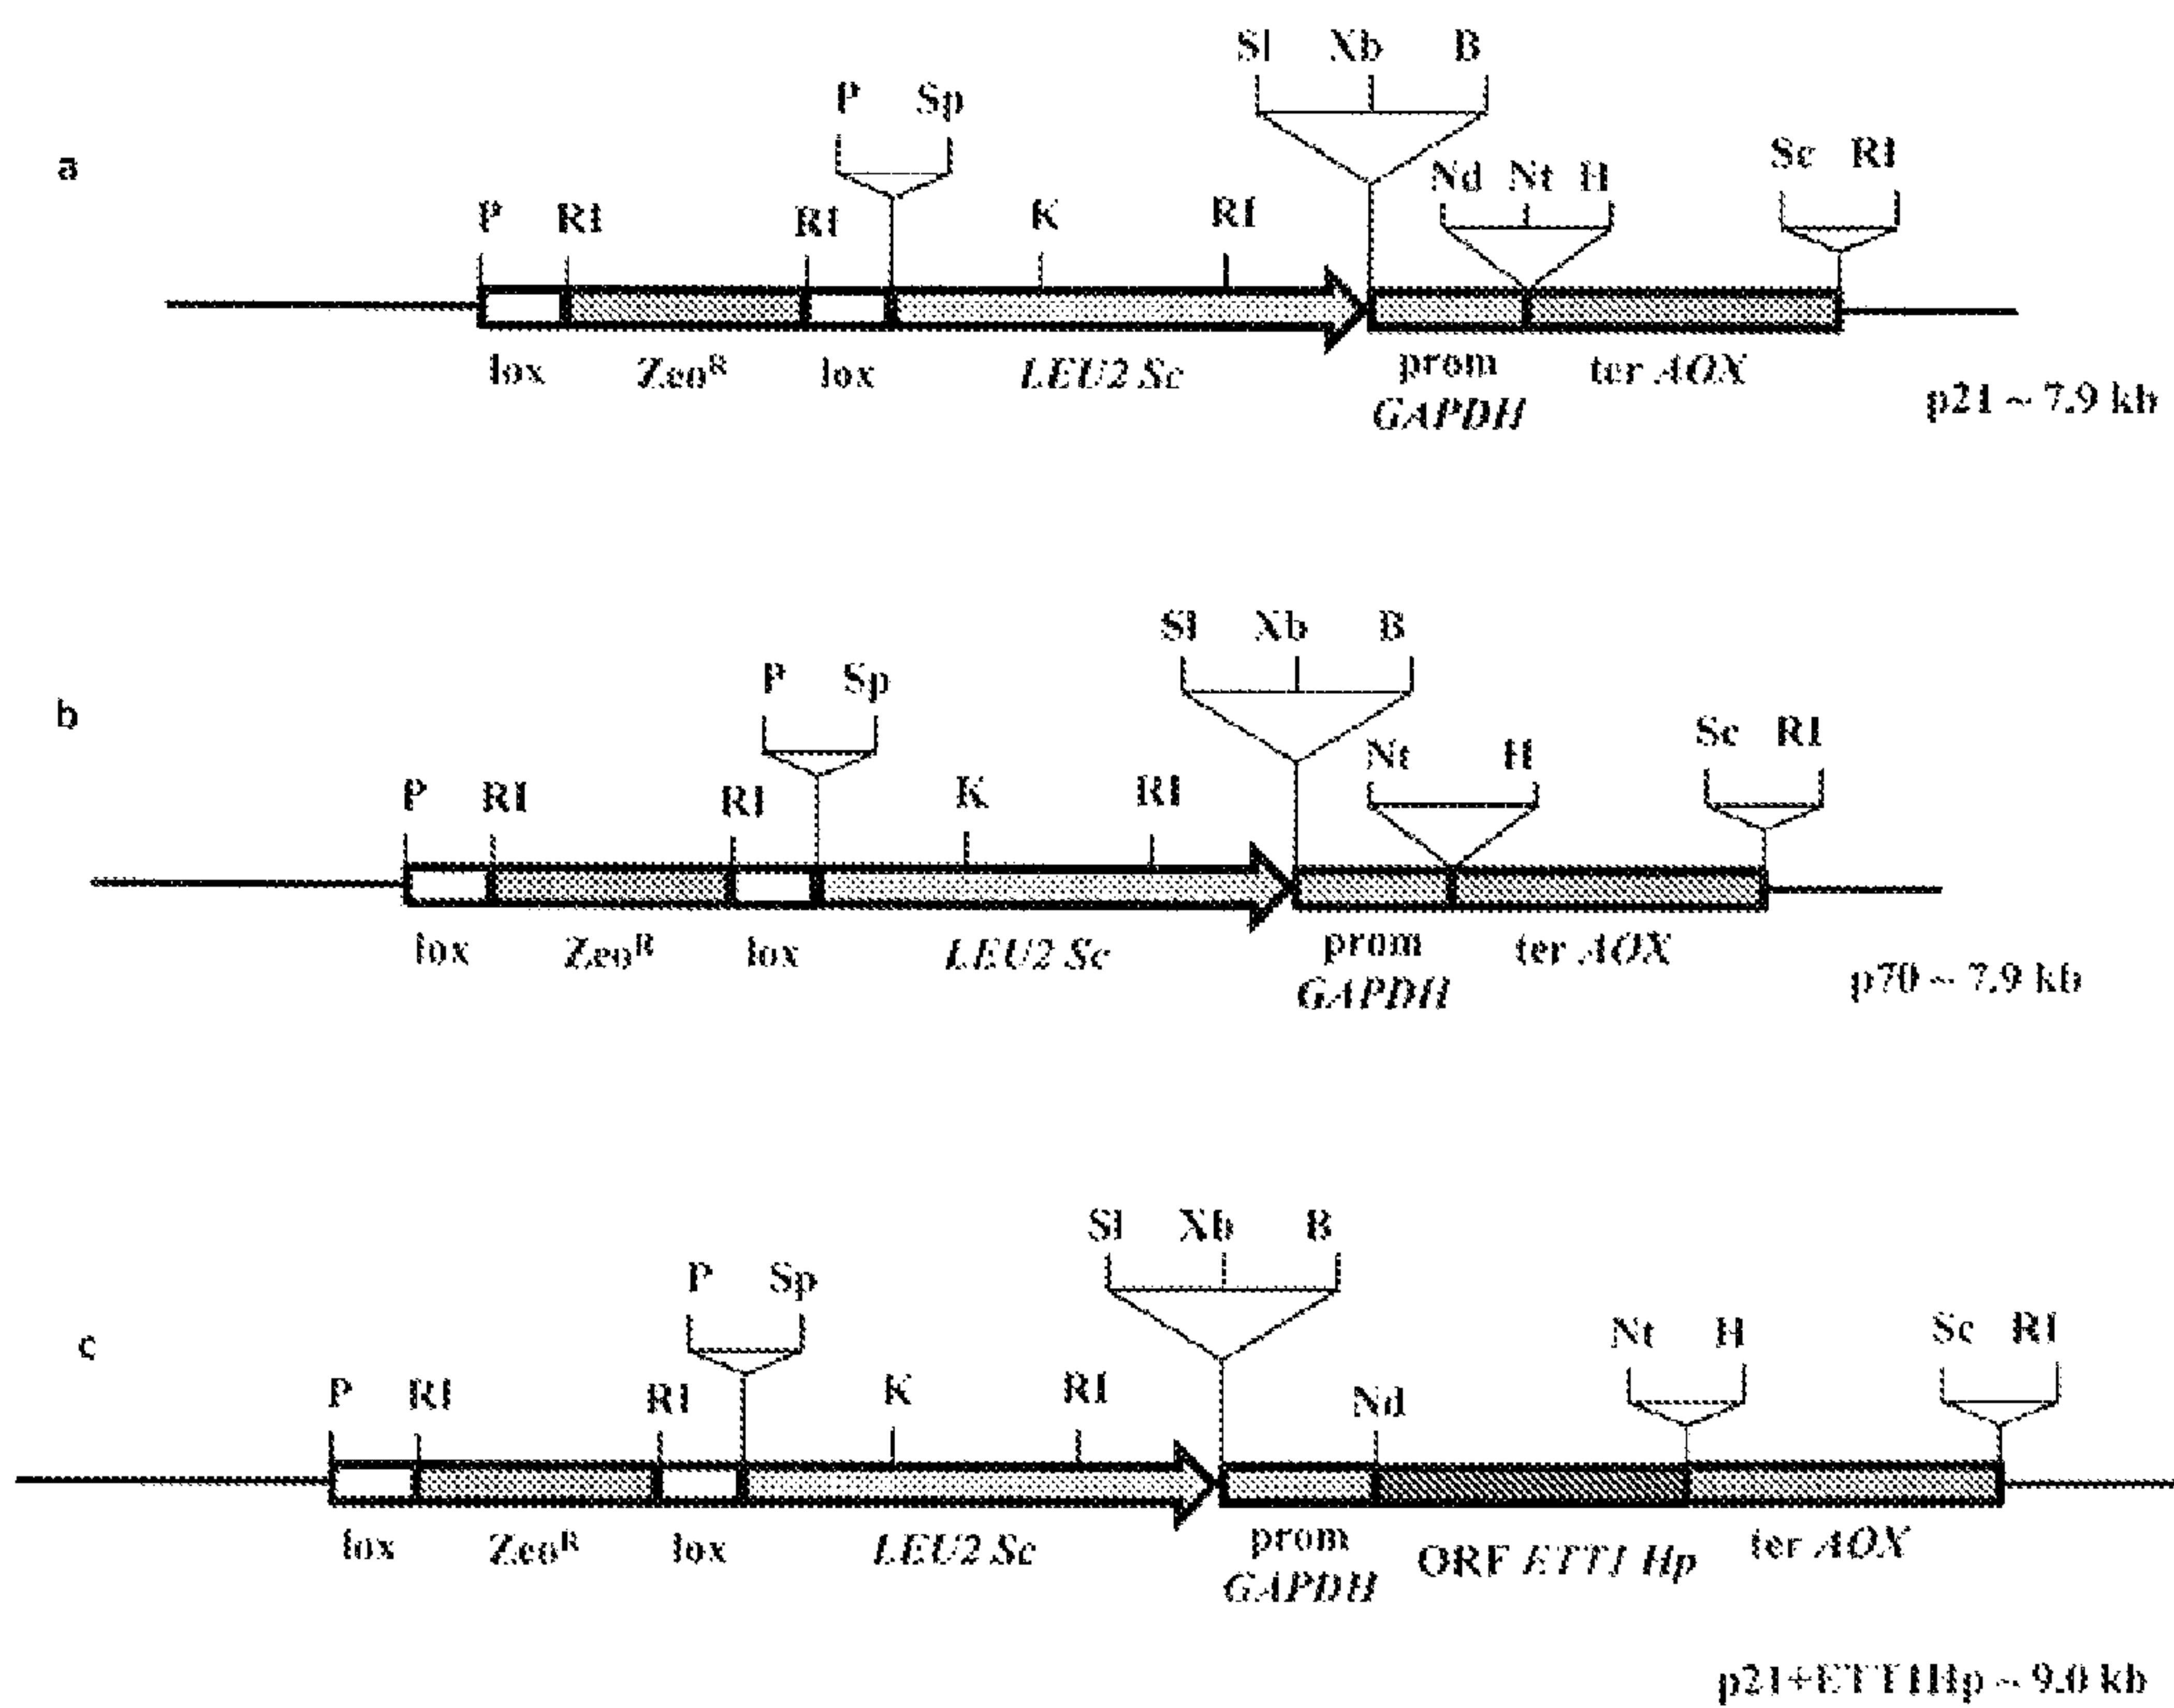 Sl Xb B
P Sp
a
Sc RI
Nd Nt H
P RI RI K RI
lox Zeo^R lox LEU2 Sc prom GAPDH ter AOX
p21 ~ 7.9 kb
Sl Xb B
P Sp
b
Sc RI
Nt H
P RI RI K RI
lox Zeo^R lox LEU2 Sc prom GAPDH ter AOX
p70 ~ 7.9 kb
Sl Xb B
P Sp
c
Nt H Sc RI
P RI RI K RI Nd
lox Zeo^R lox LEU2 Sc prom GAPDH ORF ETT1 Hp ter AOX
p21+ETT1Hp ~ 9.0 kb